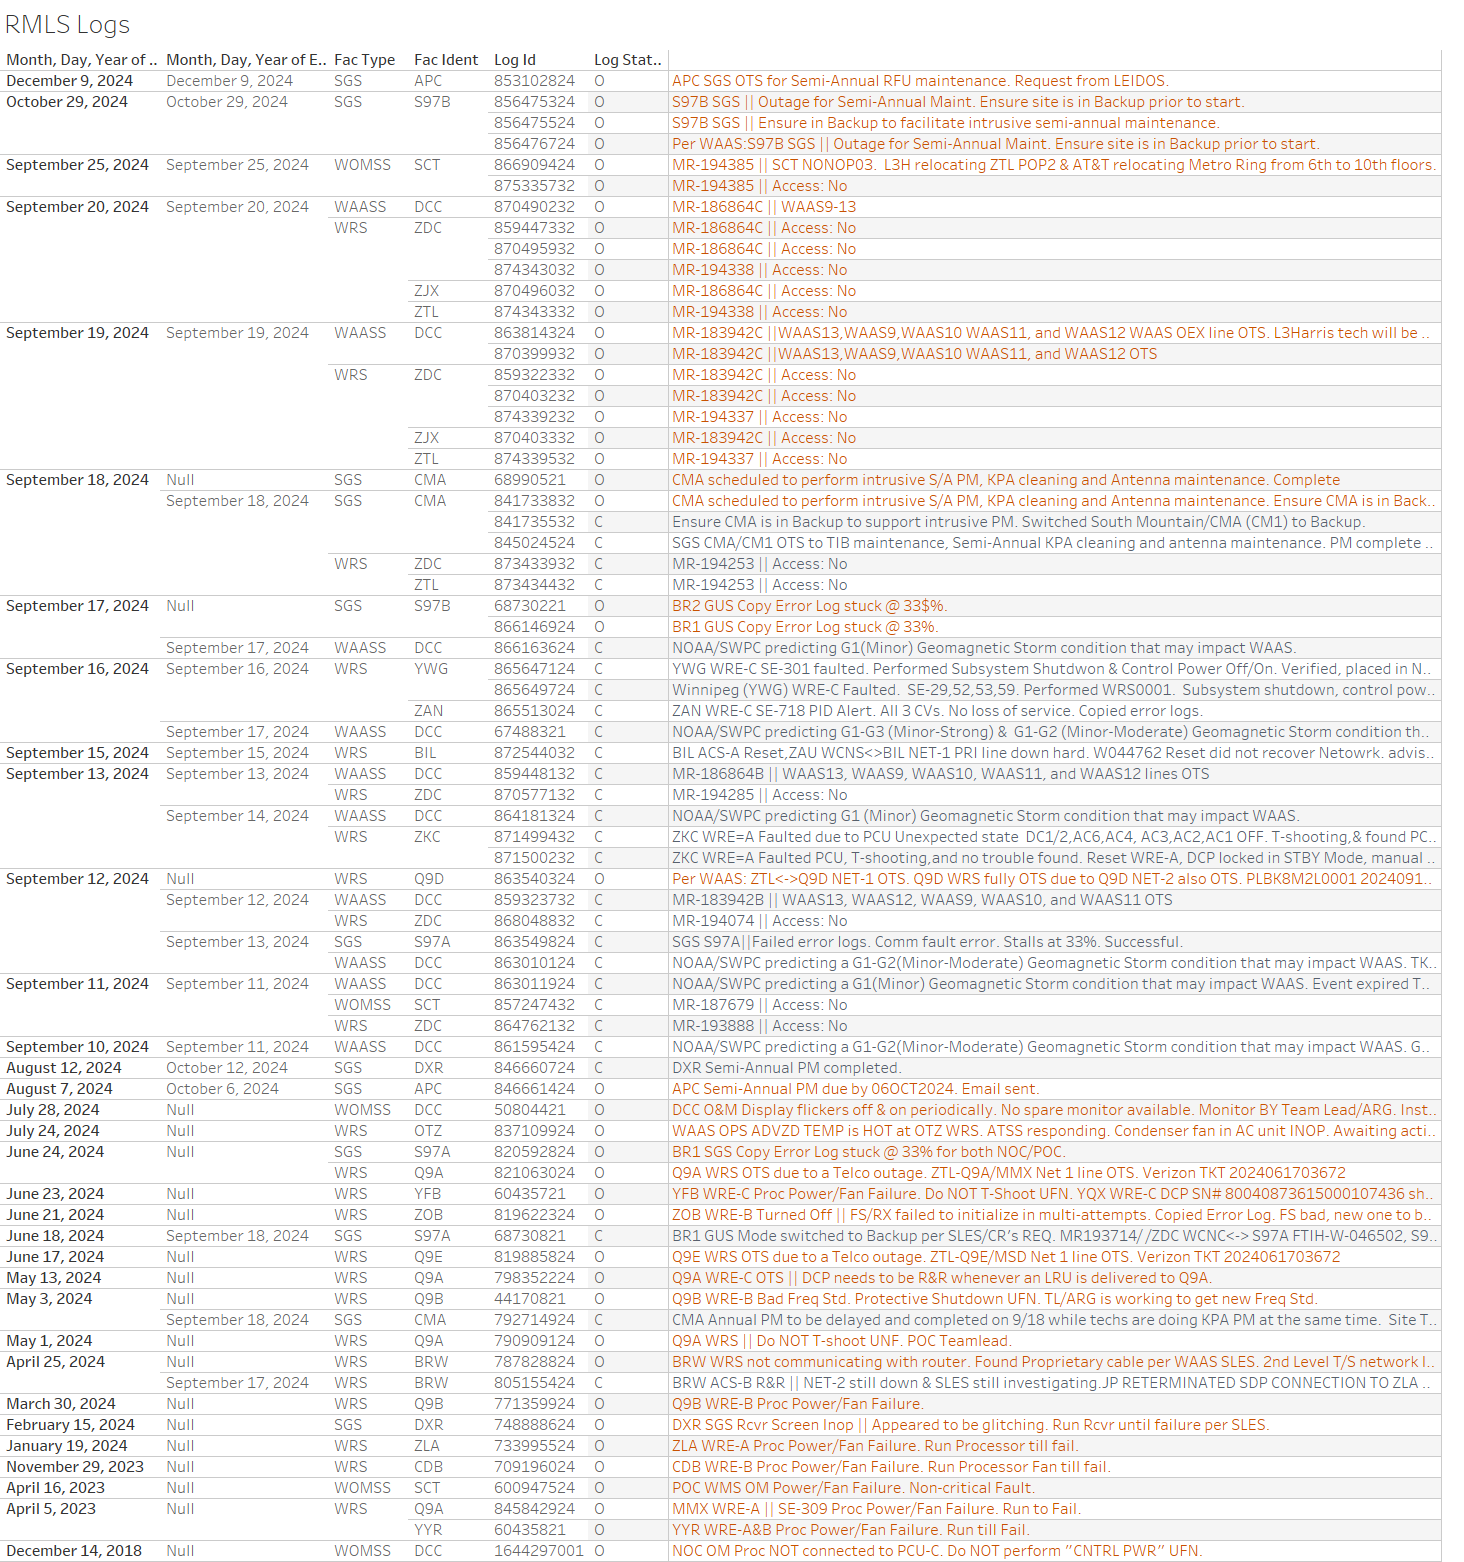 RMLS Logs
Month, Day, Year of .. Month, Day, Year of E.. Fac Type Fac Ident Log Id Log Stat..
December 9, 2024 December 9, 2024 SGS APC 853102824 O APC SGS OTS for Semi-Annual RFU maintenance. Request from LEIDOS.
October 29, 2024 October 29, 2024 SGS S97B 856475324 O S97B SGS || Outage for Semi-Annual Maint. Ensure site is in Backup prior to start.
856475524 O S97B SGS || Ensure in Backup to facilitate intrusive semi-annual maintenance.
856476724 O Per WAAS:S97B SGS || Outage for Semi-Annual Maint. Ensure site is in Backup prior to start.
September 25, 2024 September 25, 2024 WOMSS SCT 866909424 O MR-194385 || SCT NONOP03. L3H relocating ZTL POP2 & AT&T relocating Metro Ring from 6th to 10th floors.
875335732 O MR-194385 || Access: No
September 20, 2024 September 20, 2024 WAASS DCC 870490232 O MR-186864C || WAAS9-13
WRS ZDC 859447332 O MR-186864C || Access: No
870495932 O MR-186864C || Access: No
874343032 O MR-194338 || Access: No
ZJX 870496032 O MR-186864C || Access: No
ZTL 874343332 O MR-194338 || Access: No
September 19, 2024 September 19, 2024 WAASS DCC 863814324 O MR-183942C ||WAAS13,WAAS9,WAAS10 WAAS11, and WAAS12 WAAS OEX line OTS. L3Harris tech will be ..
870399932 O MR-183942C ||WAAS13,WAAS9,WAAS10 WAAS11, and WAAS12 OTS
WRS ZDC 859322332 O MR-183942C || Access: No
870403232 O MR-183942C || Access: No
874339232 O MR-194337 || Access: No
ZJX 870403332 O MR-183942C || Access: No
ZTL 874339532 O MR-194337 || Access: No
September 18, 2024 Null SGS CMA 68990521 O CMA scheduled to perform intrusive S/A PM, KPA cleaning and Antenna maintenance. Complete
September 18, 2024 SGS CMA 841733832 O CMA scheduled to perform intrusive S/A PM, KPA cleaning and Antenna maintenance. Ensure CMA is in Back..
841735532 C Ensure CMA is in Backup to support intrusive PM. Switched South Mountain/CMA (CM1) to Backup.
845024524 C SGS CMA/CM1 OTS to TIB maintenance, Semi-Annual KPA cleaning and antenna maintenance. PM complete ..
WRS ZDC 873433932 C MR-194253 || Access: No
ZTL 873434432 C MR-194253 || Access: No
September 17, 2024 Null SGS S97B 68730221 O BR2 GUS Copy Error Log stuck @ 33$%.
866146924 O BR1 GUS Copy Error Log stuck @ 33%.
September 17, 2024 WAASS DCC 866163624 C NOAA/SWPC predicting G1(Minor) Geomagnetic Storm condition that may impact WAAS.
September 16, 2024 September 16, 2024 WRS YWG 865647124 C YWG WRE-C SE-301 faulted. Performed Subsystem Shutdwon & Control Power Off/On. Verified, placed in N..
865649724 C Winnipeg (YWG) WRE-C Faulted. SE-29,52,53,59. Performed WRS0001. Subsystem shutdown, control pow..
ZAN 865513024 C ZAN WRE-C SE-718 PID Alert. All 3 CVs. No loss of service. Copied error logs.
September 17, 2024 WAASS DCC 67488321 C NOAA/SWPC predicting G1-G3 (Minor-Strong) & G1-G2 (Minor-Moderate) Geomagnetic Storm condition th..
September 15, 2024 September 15, 2024 WRS BIL 872544032 C BIL ACS-A Reset,ZAU WCNS<>BIL NET-1 PRI line down hard. W044762 Reset did not recover Netowrk. advis..
September 13, 2024 September 13, 2024 WAASS DCC 859448132 C MR-186864B || WAAS13, WAAS9, WAAS10, WAAS11, and WAAS12 lines OTS
WRS ZDC 870577132 C MR-194285 || Access: No
September 14, 2024 WAASS DCC 864181324 C NOAA/SWPC predicting G1 (Minor) Geomagnetic Storm condition that may impact WAAS.
WRS ZKC 871499432 C ZKC WRE=A Faulted due to PCU Unexpected state DC1/2,AC6,AC4, AC3,AC2,AC1 OFF. T-shooting,& found PC..
871500232 C ZKC WRE=A Faulted PCU, T-shooting,and no trouble found. Reset WRE-A, DCP locked in STBY Mode, manual ..
September 12, 2024 Null WRS Q9D 863540324 O Per WAAS: ZTL<->Q9D NET-1 OTS. Q9D WRS fully OTS due to Q9D NET-2 also OTS. PLBK8M2L0001 2024091..
September 12, 2024 WAASS DCC 859323732 C MR-183942B || WAAS13, WAAS12, WAAS9, WAAS10, and WAAS11 OTS
WRS ZDC 868048832 C MR-194074 || Access: No
September 13, 2024 SGS S97A 863549824 C SGS S97A||Failed error logs. Comm fault error. Stalls at 33%. Successful.
WAASS DCC 863010124 C NOAA/SWPC predicting a G1-G2(Minor-Moderate) Geomagnetic Storm condition that may impact WAAS. TK..
September 11, 2024 September 11, 2024 WAASS DCC 863011924 C NOAA/SWPC predicting a G1(Minor) Geomagnetic Storm condition that may impact WAAS. Event expired T..
WOMSS SCT 857247432 C MR-187679 || Access: No
WRS ZDC 864762132 C MR-193888 || Access: No
September 10, 2024 September 11, 2024 WAASS DCC 861595424 C NOAA/SWPC predicting a G1-G2(Minor-Moderate) Geomagnetic Storm condition that may impact WAAS. G..
August 12, 2024 October 12, 2024 SGS DXR 846660724 C DXR Semi-Annual PM completed.
August 7, 2024 October 6, 2024 SGS APC 846661424 O APC Semi-Annual PM due by 06OCT2024. Email sent.
July 28, 2024 Null WOMSS DCC 50804421 O DCC O&M Display flickers off & on periodically. No spare monitor available. Monitor BY Team Lead/ARG. Inst..
July 24, 2024 Null WRS OTZ 837109924 O WAAS OPS ADVZD TEMP is HOT at OTZ WRS. ATSS responding. Condenser fan in AC unit INOP. Awaiting acti..
June 24, 2024 Null SGS S97A 820592824 O BR1 SGS Copy Error Log stuck @ 33% for both NOC/POC.
WRS Q9A 821063024 O Q9A WRS OTS due to a Telco outage. ZTL-Q9A/MMX Net 1 line OTS. Verizon TKT 2024061703672
June 23, 2024 Null WRS YFB 60435721 O YFB WRE-C Proc Power/Fan Failure. Do NOT T-Shoot UFN. YQX WRE-C DCP SN# 80040873615000107436 sh..
June 21, 2024 Null WRS ZOB 819622324 O ZOB WRE-B Turned Off || FS/RX failed to initialize in multi-attempts. Copied Error Log. FS bad, new one to b..
June 18, 2024 September 18, 2024 SGS S97A 68730821 C BR1 GUS Mode switched to Backup per SLES/CR's REQ. MR193714/ /ZDC WCNC<-> S97A FTIH-W-046502, S9..
June 17, 2024 Null WRS Q9E 819885824 O Q9E WRS OTS due to a Telco outage. ZTL-Q9E/MSD Net 1 line OTS. Verizon TKT 2024061703672
May 13, 2024 Null WRS Q9A 798352224 O Q9A WRE-C OTS || DCP needs to be R&R whenever an LRU is delivered to Q9A.
May 3, 2024 Null WRS Q9B 44170821 O Q9B WRE-B Bad Freq Std. Protective Shutdown UFN. TL/ARG is working to get new Freq Std.
September 18, 2024 SGS CMA 792714924 C CMA Annual PM to be delayed and completed on 9/18 while techs are doing KPA PM at the same time. Site T..
May 1, 2024 Null WRS Q9A 790909124 O Q9A WRS || Do NOT T-shoot UNF. POC Teamlead.
April 25, 2024 Null WRS BRW 787828824 O BRW WRS not communicating with router. Found Proprietary cable per WAAS SLES. 2nd Level T/S network l..
September 17, 2024 WRS BRW 805155424 C BRW ACS-B R&R || NET-2 still down & SLES still investigating.JP RETERMINATED SDP CONNECTION TO ZLA ..
March 30, 2024 Null WRS Q9B 771359924 O Q9B WRE-B Proc Power/Fan Failure.
February 15, 2024 Null SGS DXR 748888624 O DXR SGS Rcvr Screen Inop || Appeared to be glitching. Run Rcvr until failure per SLES.
January 19, 2024 Null WRS ZLA 733995524 O ZLA WRE-A Proc Power/Fan Failure. Run Processor till fail.
November 29, 2023 Null WRS CDB 709196024 O CDB WRE-B Proc Power/Fan Failure. Run Processor Fan till fail.
April 16, 2023 Null WOMSS SCT 600947524 O POC WMS OM Power/Fan Failure. Non-critical Fault.
April 5, 2023 Null WRS Q9A 845842924 O MMX WRE-A || SE-309 Proc Power/Fan Failure. Run to Fail.
YYR 60435821 O YYR WRE-A&B Proc Power/Fan Failure. Run till Fail.
December 14, 2018 Null WOMSS DCC 1644297001 O NOC OM Proc NOT connected to PCU-C. Do NOT perform "CNTRL PWR" UFN.